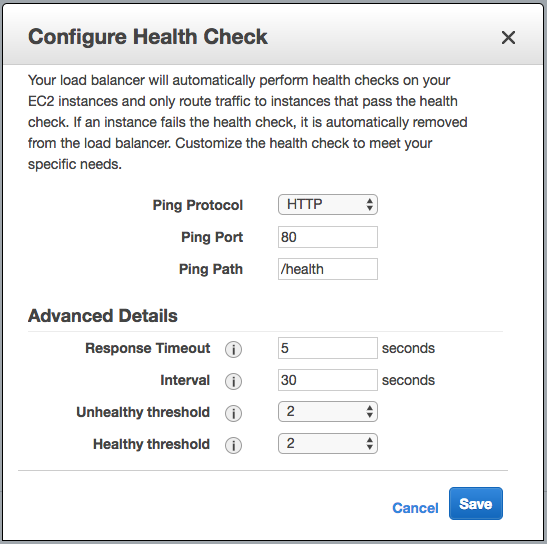 Configure Health Check
Your load balancer will automatically perform health checks on your
EC2 instances and only route traffic to instances that pass the health
check. If an instance fails the health check, it is automatically removed
from the load balancer. Customize the health check to meet your
specific needs.
Ping Protocol HTTP
Ping Port 80
Ping Path /health
Advanced Details
Response Timeout i 5 seconds
Interval i 30 seconds
Unhealthy threshold i 2
Healthy threshold i 2
Cancel Save